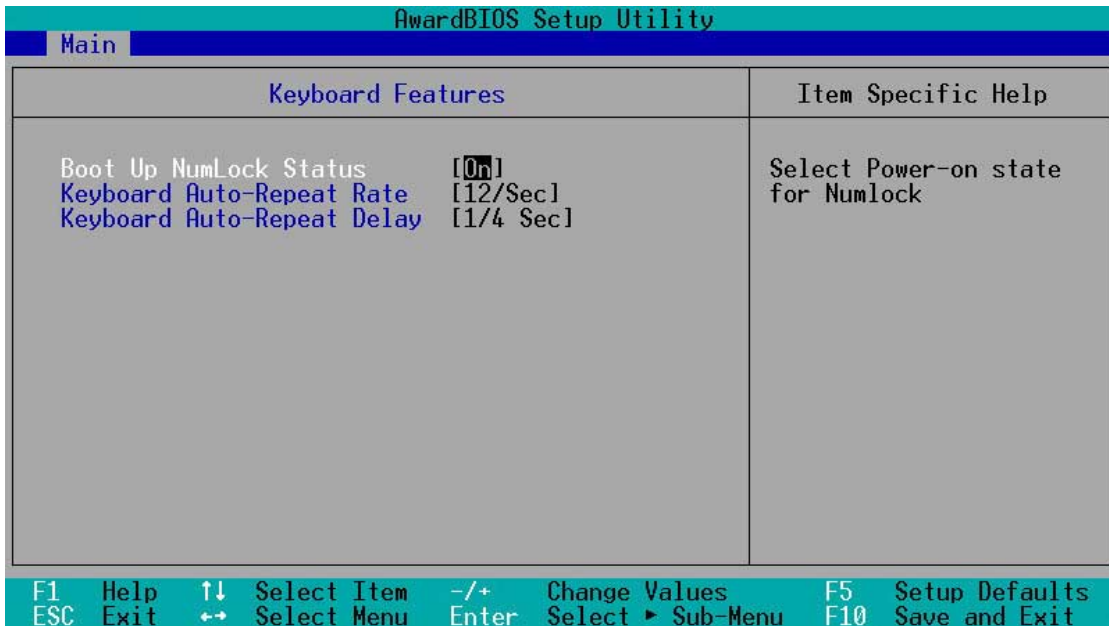 AwardBIOS Setup Utility
Main
Keyboard Features
Item Specific Help
Boot Up NumLock Status [On]
Keyboard Auto-Repeat Rate [12/Sec]
Keyboard Auto-Repeat Delay [1/4 Sec]
Select Power-on state
for Numlock
F1 Help ↑↓ Select Item -/+ Change Values F5 Setup Defaults
ESC Exit ←→ Select Menu Enter Select ► Sub-Menu F10 Save and Exit